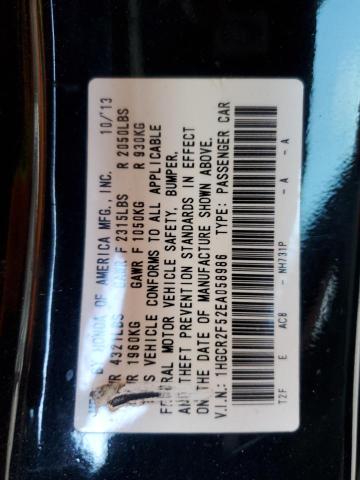 BY HONDA OF AMERICA MFG., INC. 10/13
4321LBS GAWR F 2315LBS R 2050LBS
1960KG GAWR F 1050KG R 930KG
S VEHICLE CONFORMS TO ALL APPLICABLE
FEDERAL MOTOR VEHICLE SAFETY, BUMPER,
AND THEFT PREVENTION STANDARDS IN EFFECT
ON THE DATE OF MANUFACTURE SHOWN ABOVE.
V.I.N.: 1HGCR2F52EA058986 TYPE: PASSENGER CAR
T2F E AC8 - NH731P - A - A